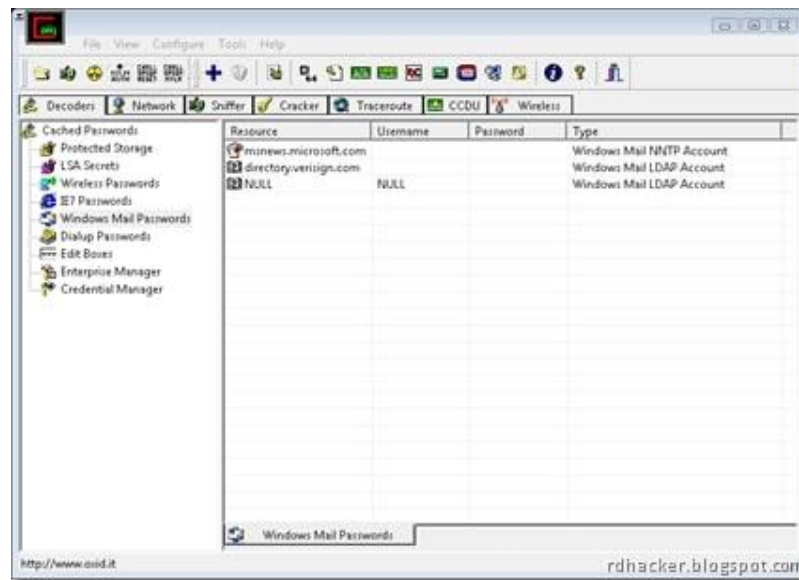 File View Configure Tools Help
Decoders Network Sniffer Cracker Traceroute CCDU Wireless
Cached Passwords
Protected Storage
LSA Secrets
Wireless Passwords
IE7 Passwords
Windows Mail Passwords
Dialup Passwords
Edit Boxes
Enterprise Manager
Credential Manager
Resource Username Password Type
msnews.microsoft.com Windows Mail NNTP Account
directory.verisign.com Windows Mail LDAP Account
NULL NULL Windows Mail LDAP Account
Windows Mail Passwords
http://www.oxid.it
rdhacker.blogspot.com